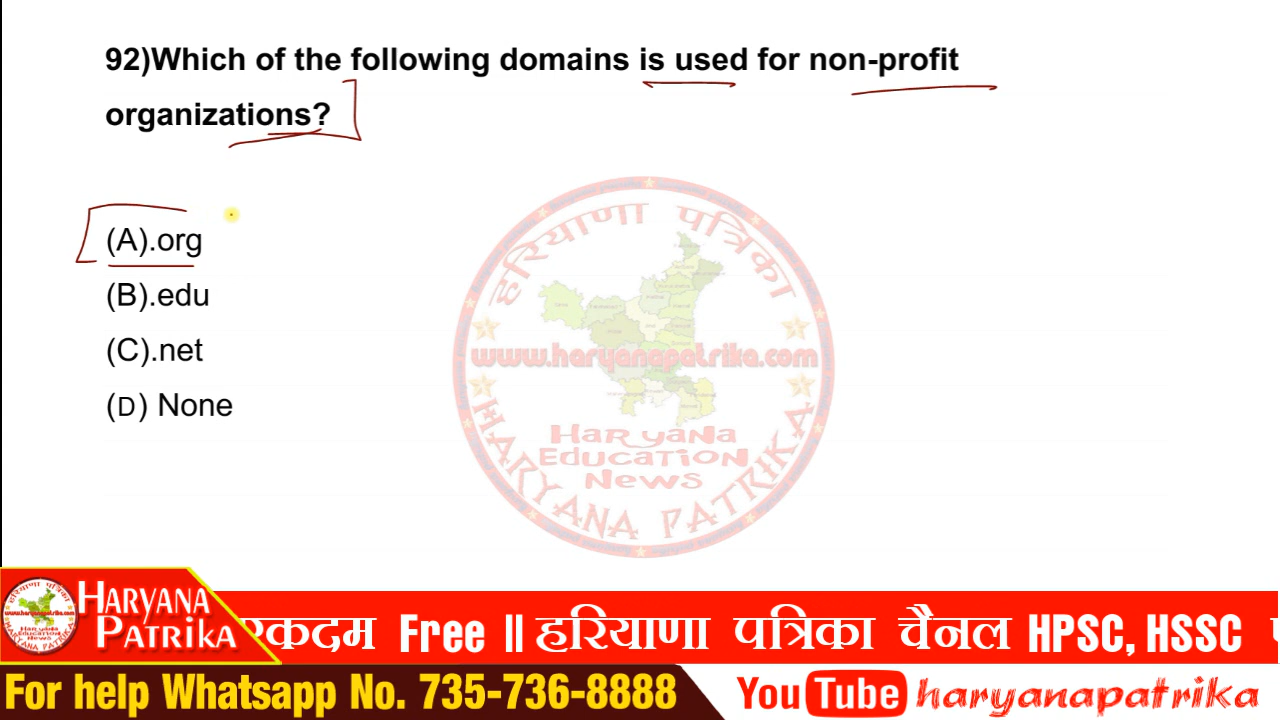 92)Which of the following domains is used for non-profit
organizations?
(A).org
(B).edu
(C).net
(D) None
हरियाणा पत्रिका
www.haryanapatrika.com
Haryana
Education
News
HARYANA PATRIKA
HARYANA
PATRIKA
एकदम Free || हरियाणा पत्रिका चैनल HPSC, HSSC
For help Whatsapp No. 735-736-8888
YouTube haryanapatrika